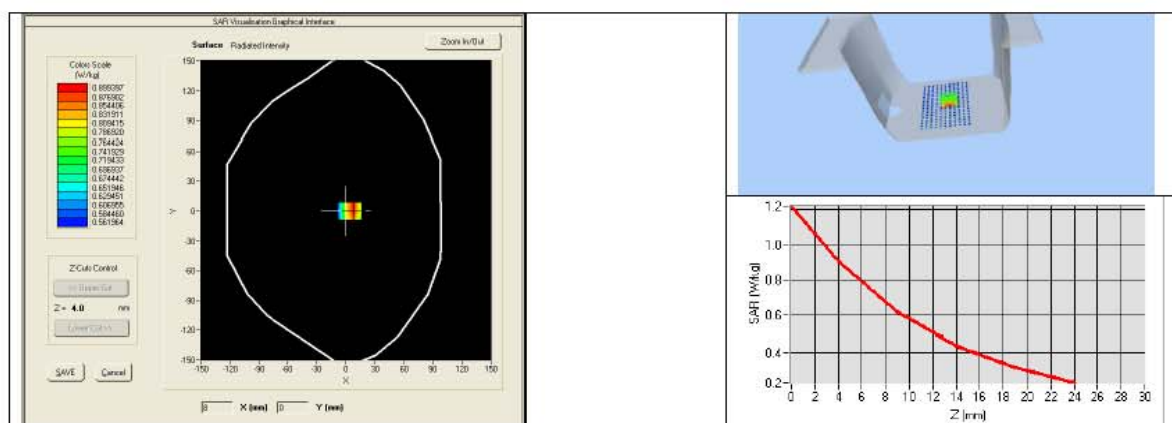 SAR Visualisation Graphical Interface
Surface Radiated Intensity
Zoom In/Out
Colors Scale
(W/kg)
0.899397
0.876902
0.854406
0.831911
0.809415
0.786920
0.764424
0.741929
0.719433
0.696937
0.674442
0.651946
0.629451
0.606955
0.584460
0.561964
Z-Cuts Control
Z = 4.0 mm
SAVE Cancel
150
120
90
60
30
Y 0
-30
-60
-90
-120
-150
-150 -120 -90 -60 -30 0 30 60 90 120 150
X
8 X (mm) 0 Y (mm)
1.2
1.0
0.8
0.6
0.4
0.2
SAR (W/kg)
0 2 4 6 8 10 12 14 16 18 20 22 24 26 28 30
Z (mm)